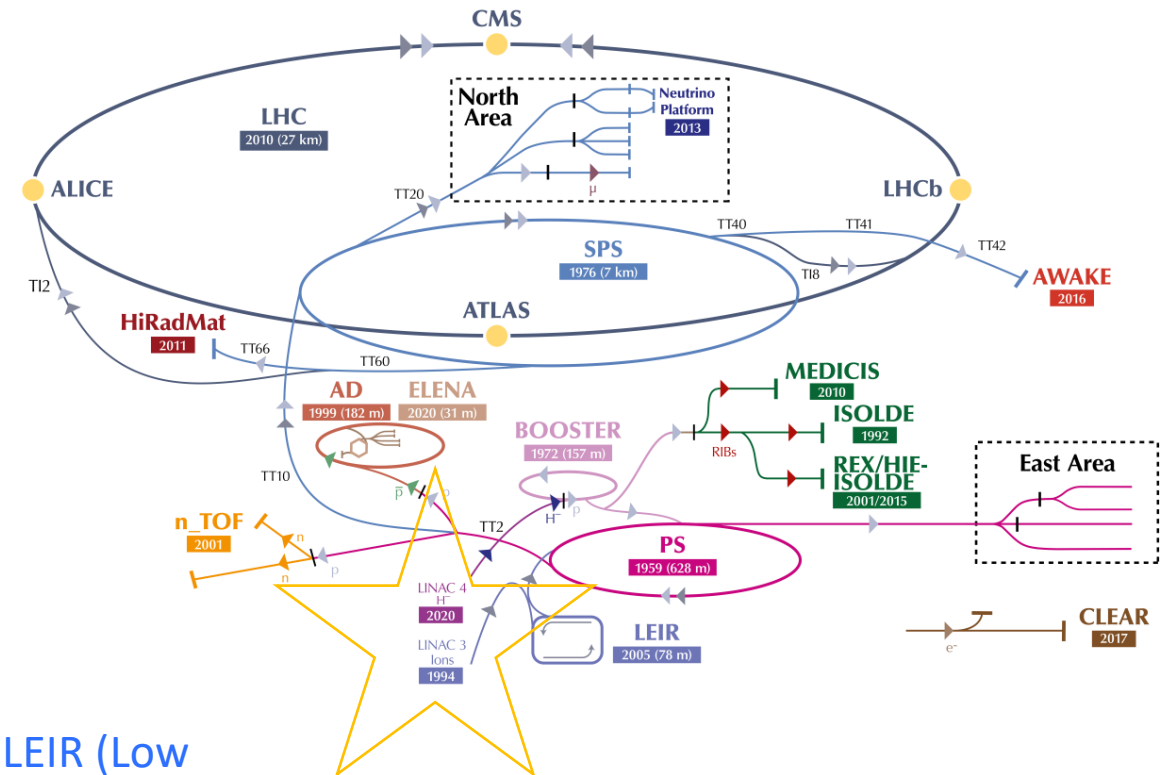 CMS
LHC
2010 (27 km)
North
Area
Neutrino
Platform
2013
μ
ALICE
LHCb
TT20
TT40
TT41
TT42
SPS
1976 (7 km)
TI8
AWAKE
2016
TI2
ATLAS
HiRadMat
2011
TT66
TT60
AD
1999 (182 m)
ELENA
2020 (31 m)
MEDICIS
2010
ISOLDE
1992
RIBs
REX/HIE-
ISOLDE
2001/2015
BOOSTER
1972 (157 m)
East Area
TT10
p̅
p
H⁻
p
TT2
n_TOF
2001
n
n
p
PS
1959 (628 m)
LINAC 4
H⁻
2020
LINAC 3
Ions
1994
LEIR
2005 (78 m)
CLEAR
2017
e⁻
LEIR (Low